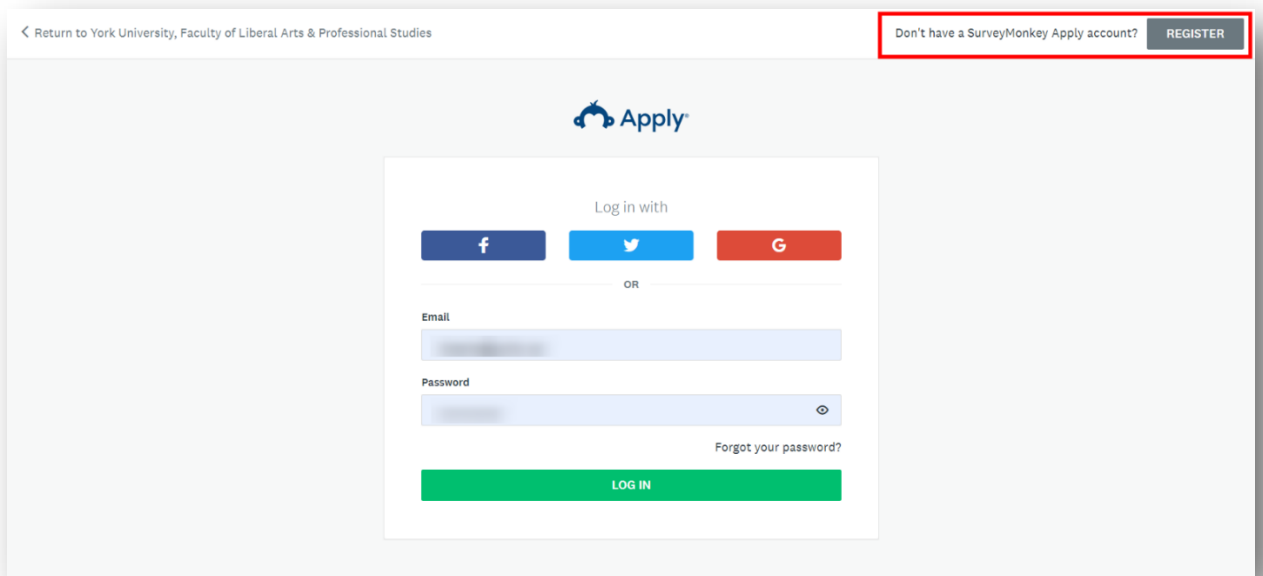 Return to York University, Faculty of Liberal Arts & Professional Studies
Don't have a SurveyMonkey Apply account? REGISTER
Apply
Log in with
OR
Email
Password
Forgot your password?
LOG IN